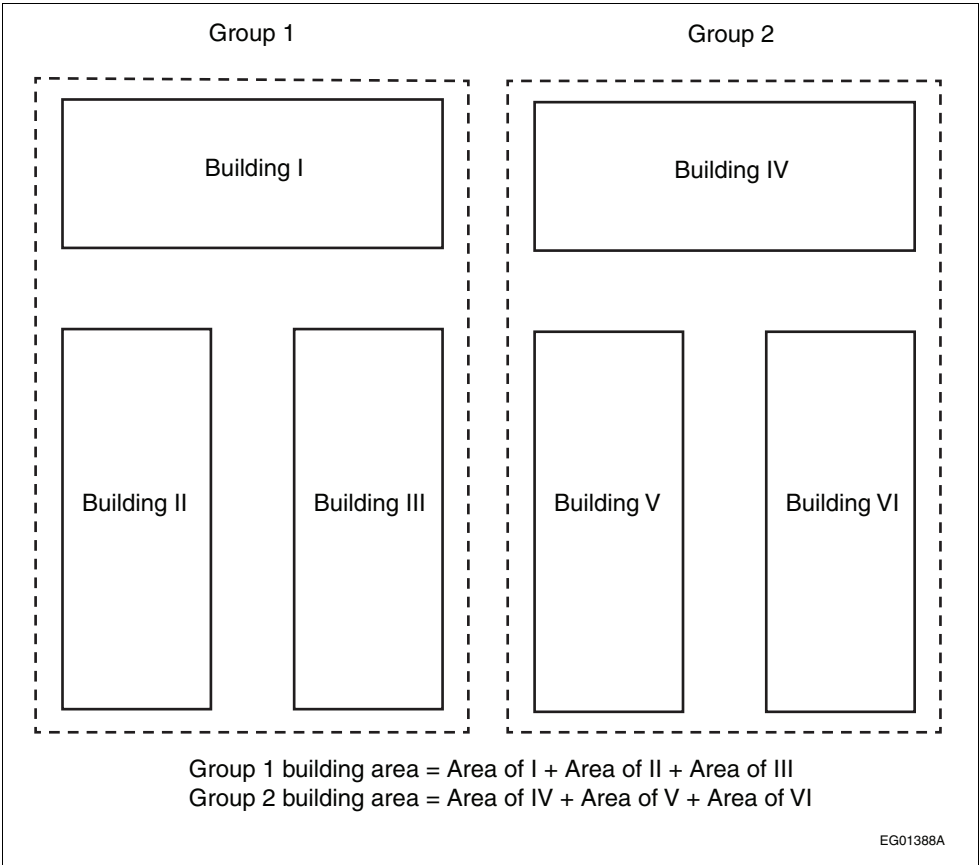 Group 1
Group 2
Building I
Building IV
Building II
Building III
Building V
Building VI
Group 1 building area = Area of I + Area of II + Area of III
Group 2 building area = Area of IV + Area of V + Area of VI
EG01388A